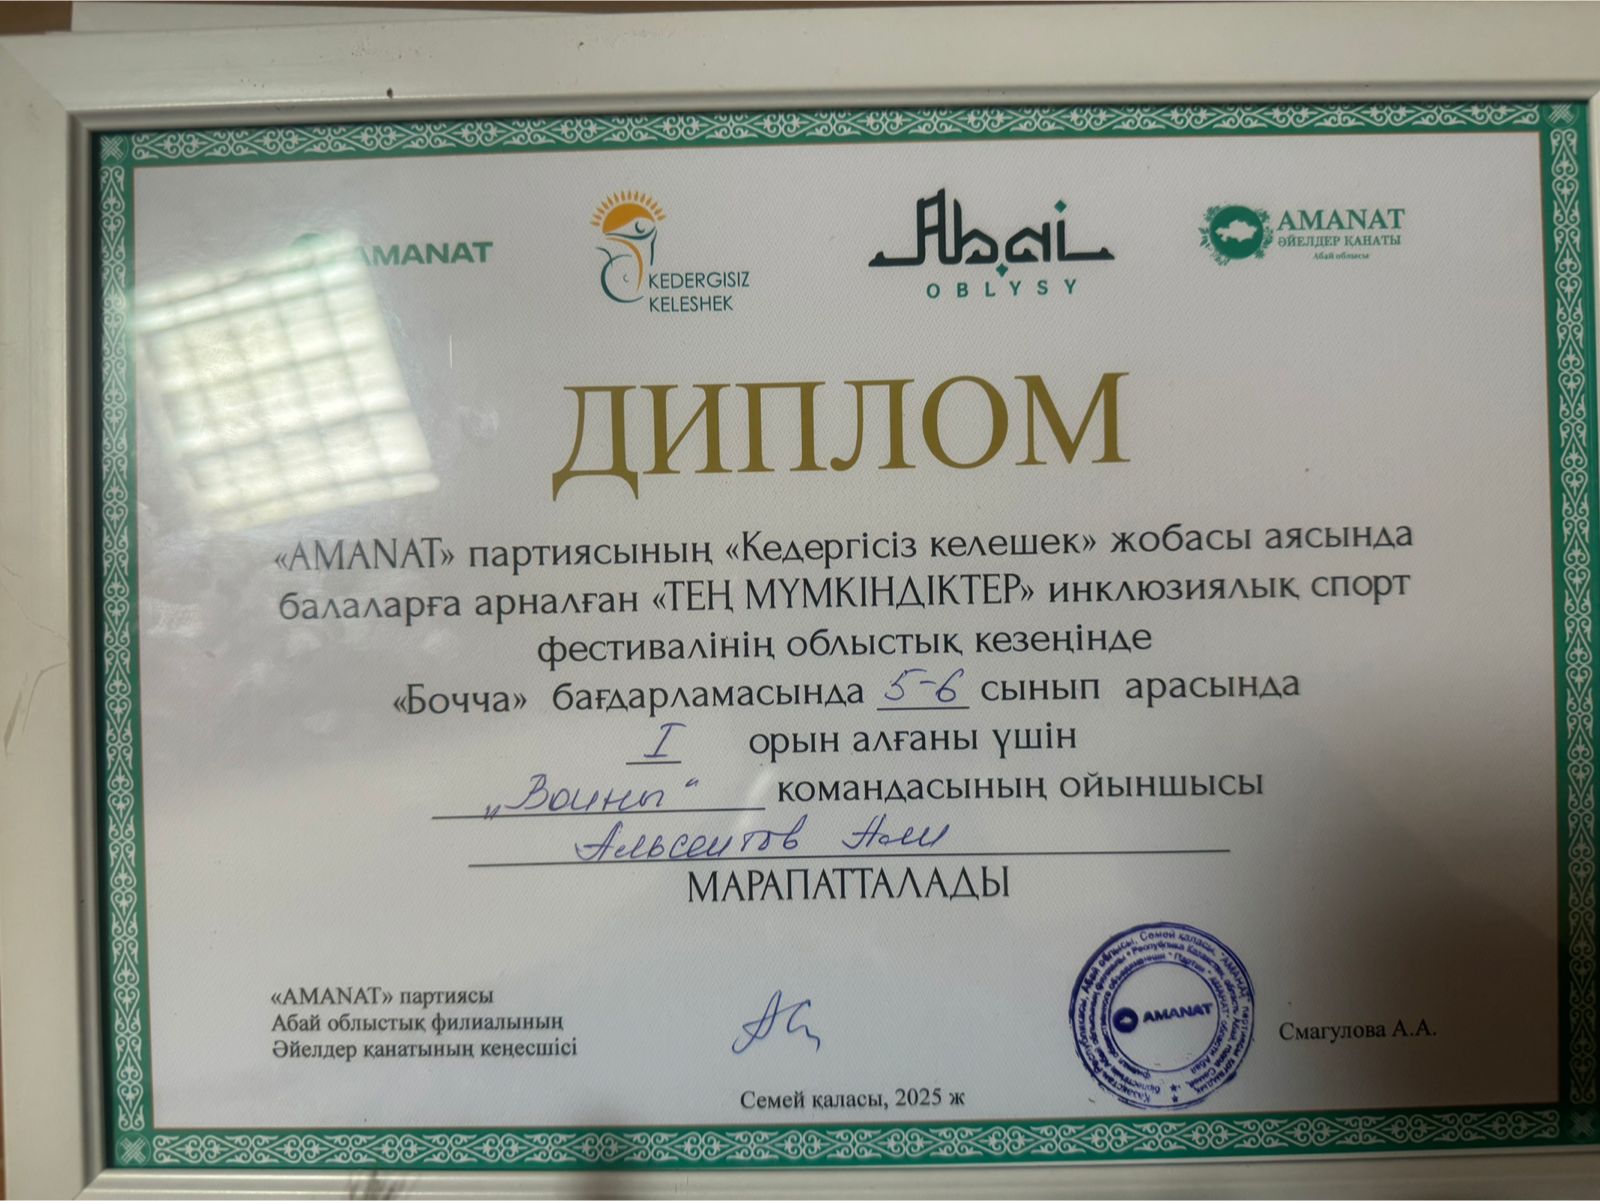 AMANAT
KEDERGISIZ
KELESHEK
Abai
OBLYSY
AMANAT
ӘЙЕЛДЕР ҚАНАТЫ
Абай облысы
ДИПЛОМ
«AMANAT» партиясының «Кедергісіз келешек» жобасы аясында
балаларға арналған «ТЕҢ МҮМКІНДІКТЕР» инклюзиялық спорт
фестивалінің облыстық кезеңінде
«Бочча» бағдарламасында 5-6 сынып арасында
I орын алғаны үшін
„Воины“ командасының ойыншысы
Альсеитов
МАРАПАТТАЛАДЫ
«AMANAT» партиясы
Абай облыстық филиалының
Әйелдер қанатының кеңесшісі
AMANAT
Смагулова А.А.
Семей қаласы, 2025 ж